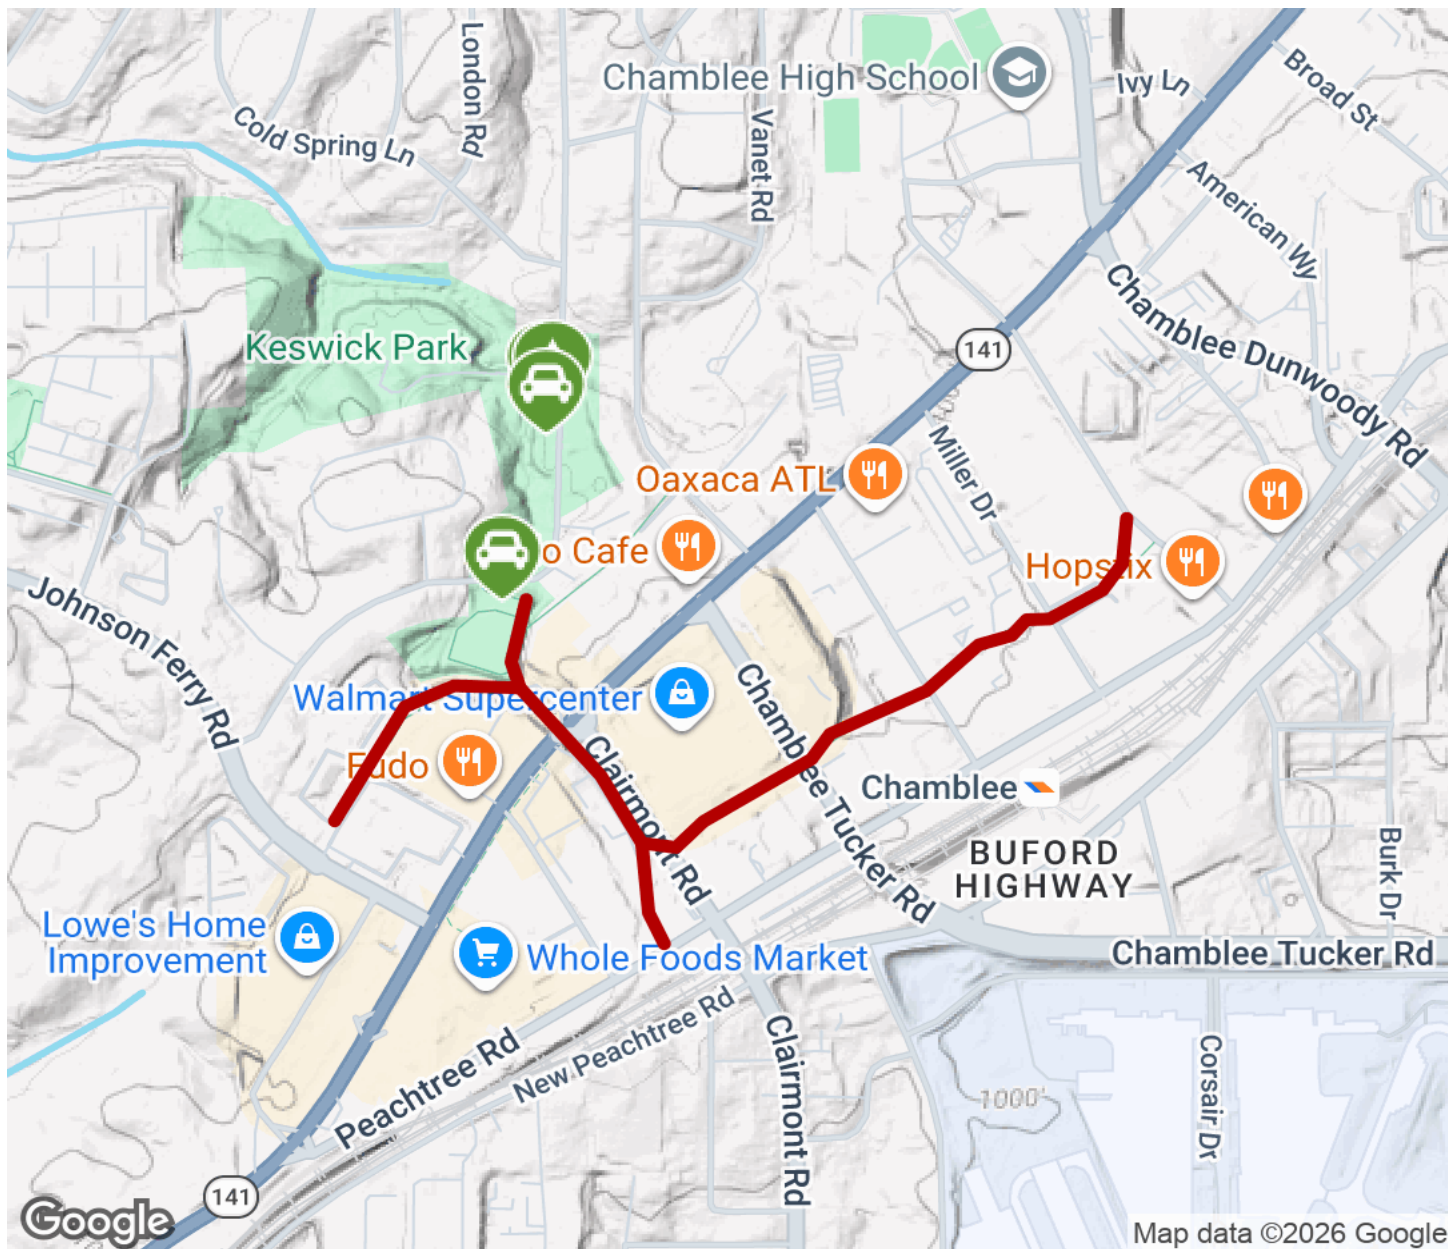 London Rd
Cold Spring Ln
Chamblee High School
Vanet Rd
Ivy Ln
Broad St
American Wy
Keswick Park
141
Chamblee Dunwoody Rd
Oaxaca ATL
Miller Dr
o Cafe
Hopstix
Johnson Ferry Rd
Walmart Supercenter
Chamblee Tucker Rd
Fudo
Clairmont Rd
Chamblee
BUFORD
HIGHWAY
Burk Dr
Lowe's Home
Improvement
Whole Foods Market
Chamblee Tucker Rd
Peachtree Rd
New Peachtree Rd
Clairmont Rd
Corsair Dr
1000'
141
Google
Map data ©2026 Google